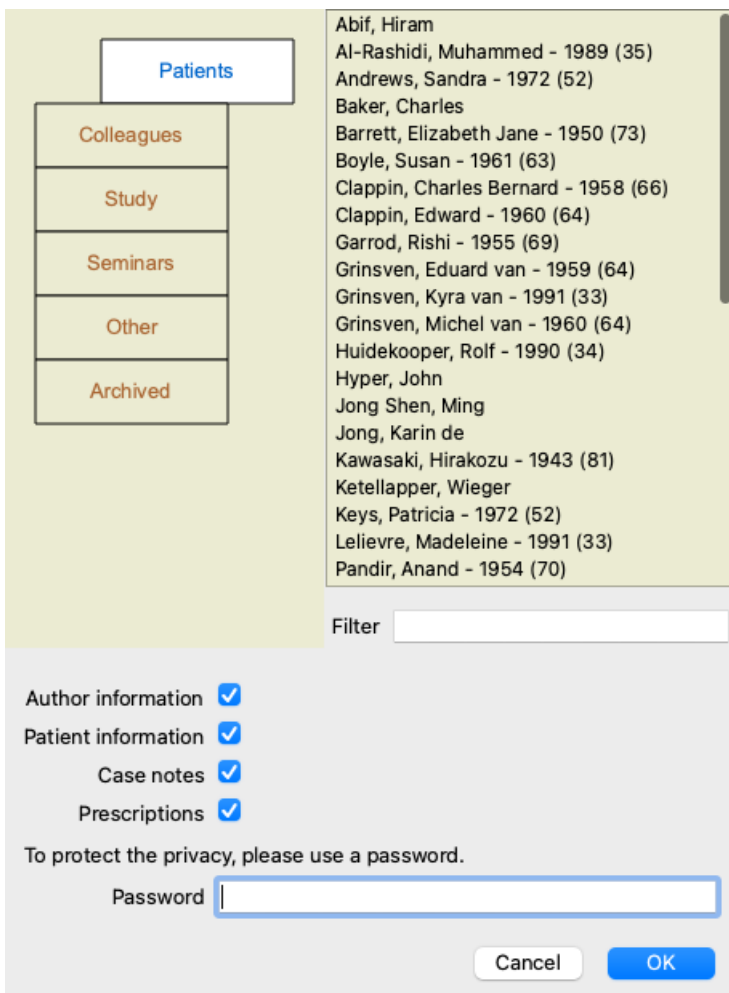 Patients
Colleagues
Study
Seminars
Other
Archived
Abif, Hiram
Al-Rashidi, Muhammed - 1989 (35)
Andrews, Sandra - 1972 (52)
Baker, Charles
Barrett, Elizabeth Jane - 1950 (73)
Boyle, Susan - 1961 (63)
Clappin, Charles Bernard - 1958 (66)
Clappin, Edward - 1960 (64)
Garrod, Rishi - 1955 (69)
Grinsven, Eduard van - 1959 (64)
Grinsven, Kyra van - 1991 (33)
Grinsven, Michel van - 1960 (64)
Huidekooper, Rolf - 1990 (34)
Hyper, John
Jong Shen, Ming
Jong, Karin de
Kawasaki, Hirakozu - 1943 (81)
Ketellapper, Wieger
Keys, Patricia - 1972 (52)
Lelievre, Madeleine - 1991 (33)
Pandir, Anand - 1954 (70)
Filter
Author information
Patient information
Case notes
Prescriptions
To protect the privacy, please use a password.
Password
Cancel OK